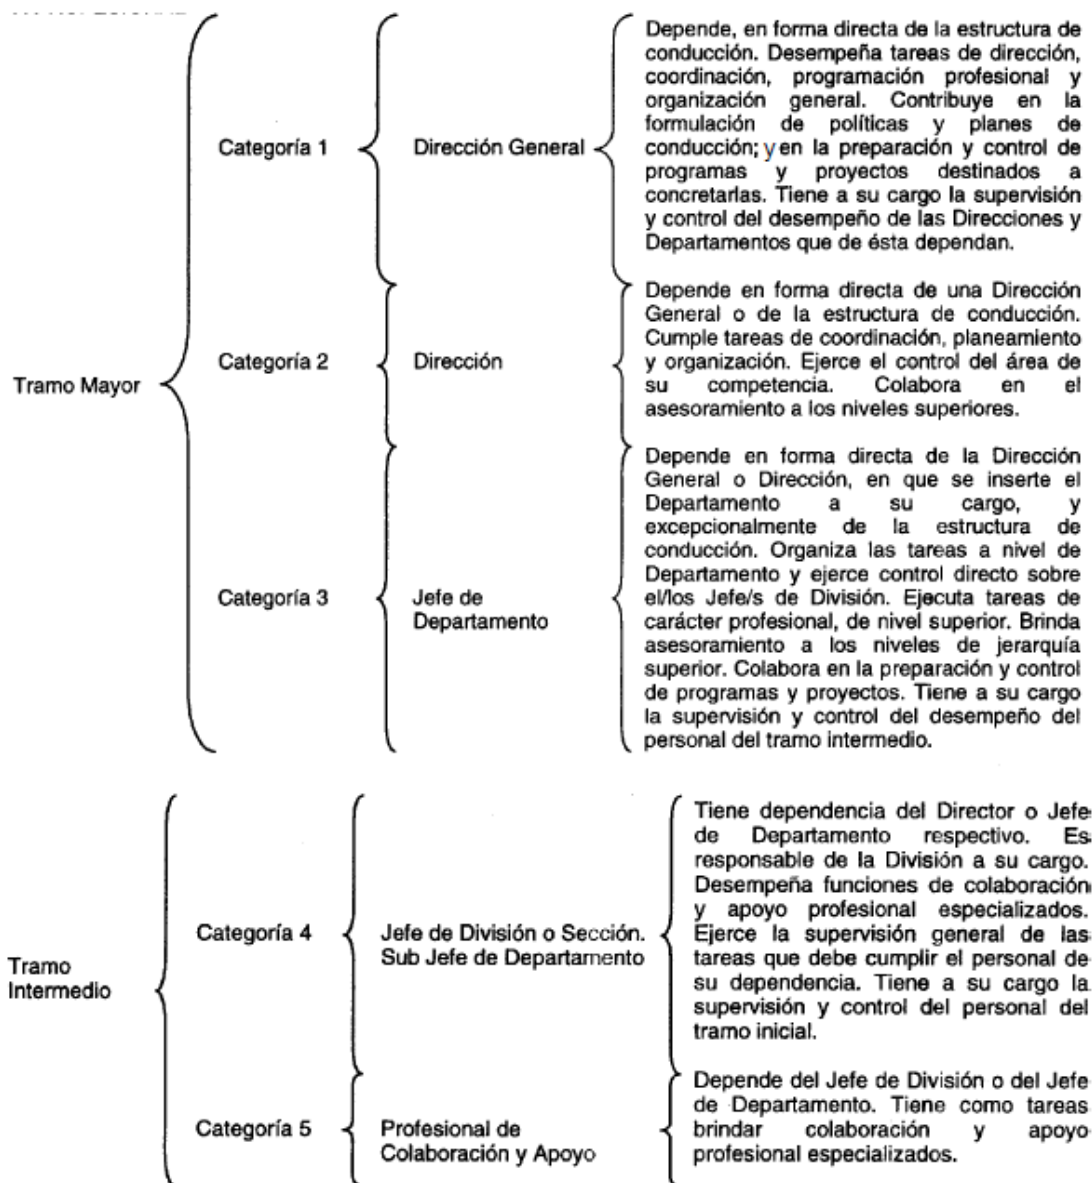 Depende, en forma directa de la estructura de
conducción. Desempeña tareas de dirección,
coordinación, programación profesional y
organización general. Contribuye en la
formulación de políticas y planes de
conducción; y en la preparación y control de
programas y proyectos destinados a
concretarlas. Tiene a su cargo la supervisión
y control del desempeño de las Direcciones y
Departamentos que de ésta dependan.
Categoría 1
Dirección General
Depende en forma directa de una Dirección
General o de la estructura de conducción.
Cumple tareas de coordinación, planeamiento
y organización. Ejerce el control del área de
su competencia. Colabora en el
asesoramiento a los niveles superiores.
Categoría 2
Dirección
Tramo Mayor
Depende en forma directa de la Dirección
General o Dirección, en que se inserte el
Departamento a su cargo, y
excepcionalmente de la estructura de
conducción. Organiza las tareas a nivel de
Departamento y ejerce control directo sobre
el/los Jefe/s de División. Ejecuta tareas de
carácter profesional, de nivel superior. Brinda
asesoramiento a los niveles de jerarquía
superior. Colabora en la preparación y control
de programas y proyectos. Tiene a su cargo
la supervisión y control del desempeño del
personal del tramo intermedio.
Categoría 3
Jefe de
Departamento
Tiene dependencia del Director o Jefe
de Departamento respectivo. Es
responsable de la División a su cargo.
Desempeña funciones de colaboración
y apoyo profesional especializados.
Ejerce la supervisión general de las
tareas que debe cumplir el personal de
su dependencia. Tiene a su cargo la
supervisión y control del personal del
tramo inicial.
Categoría 4
Jefe de División o Sección.
Sub Jefe de Departamento
Tramo
Intermedio
Depende del Jefe de División o del Jefe
de Departamento. Tiene como tareas
brindar colaboración y apoyo
profesional especializados.
Categoría 5
Profesional de
Colaboración y Apoyo